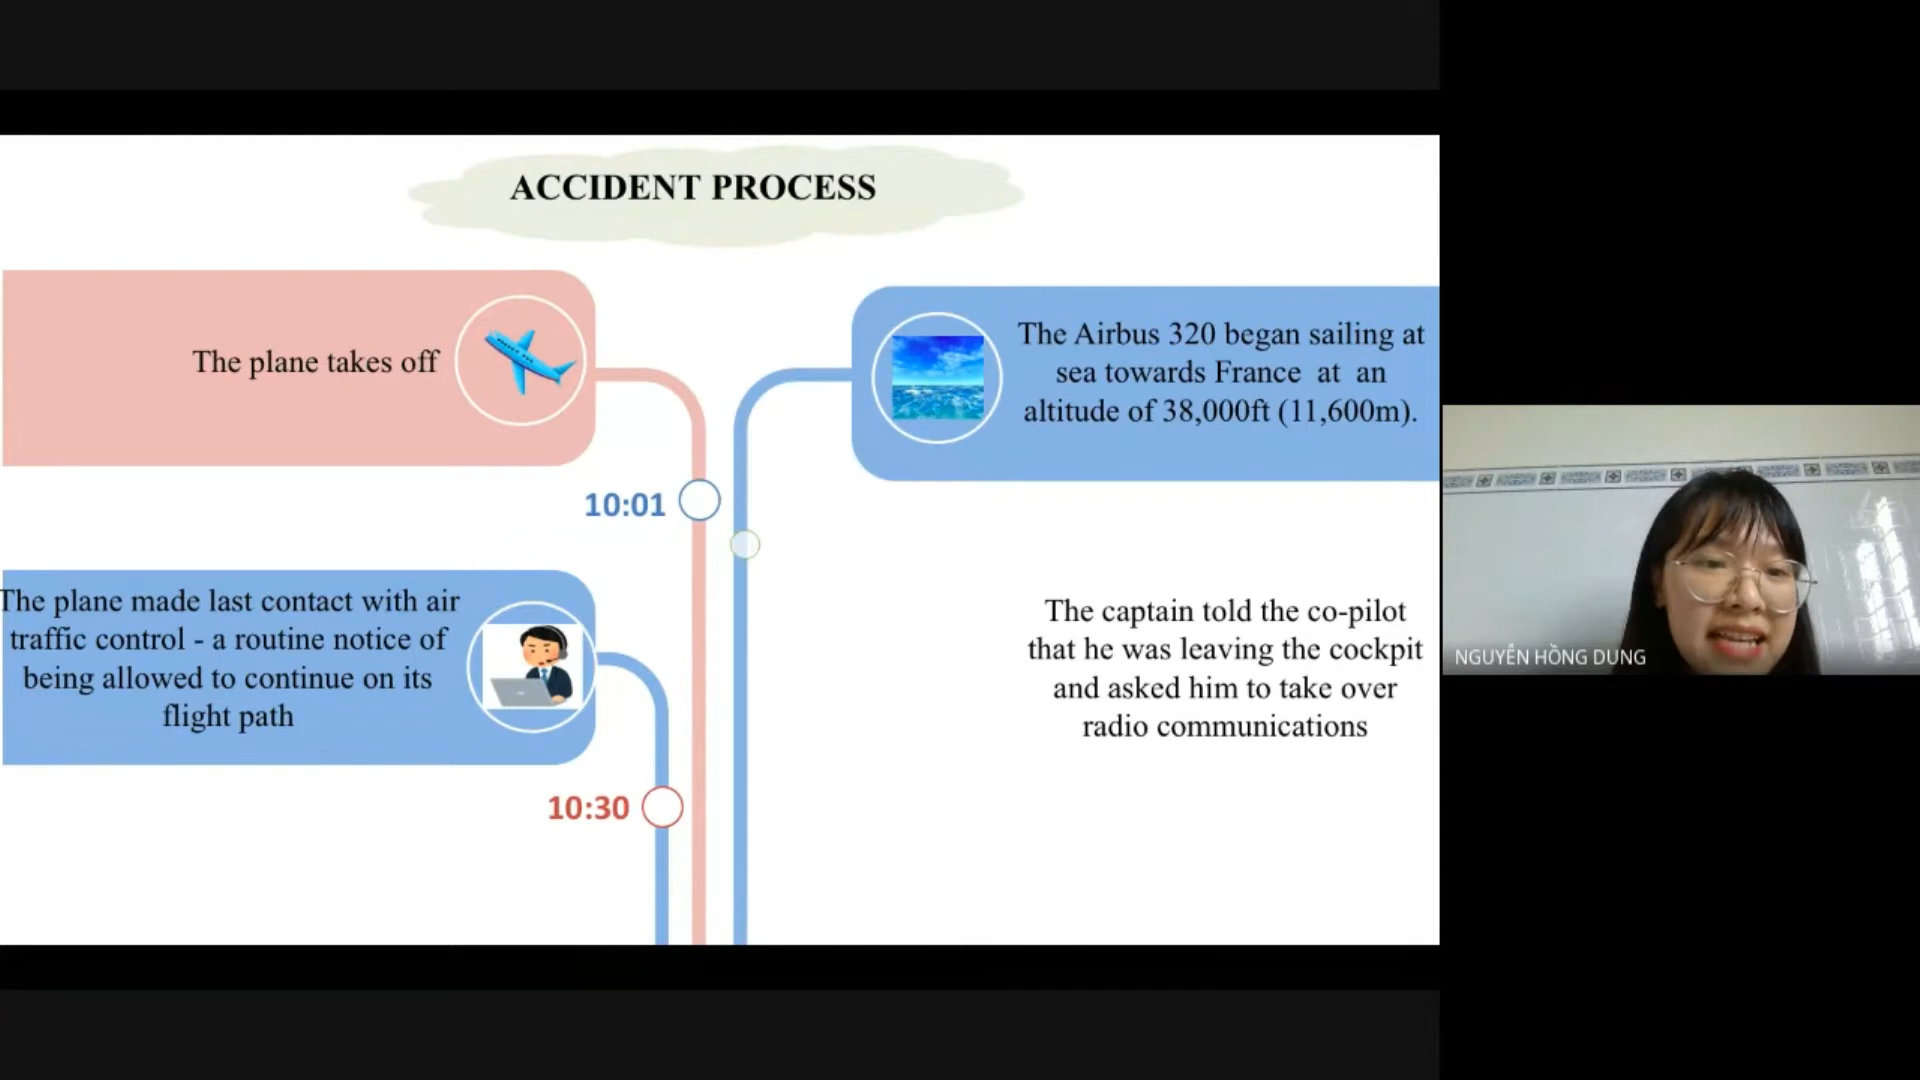 ACCIDENT PROCESS
The plane takes off
10:01
The Airbus 320 began sailing at
sea towards France at an
altitude of 38,000ft (11,600m).
The plane made last contact with air
traffic control - a routine notice of
being allowed to continue on its
flight path
10:30
The captain told the co-pilot
that he was leaving the cockpit
and asked him to take over
radio communications
NGUYỄN HỒNG DUNG